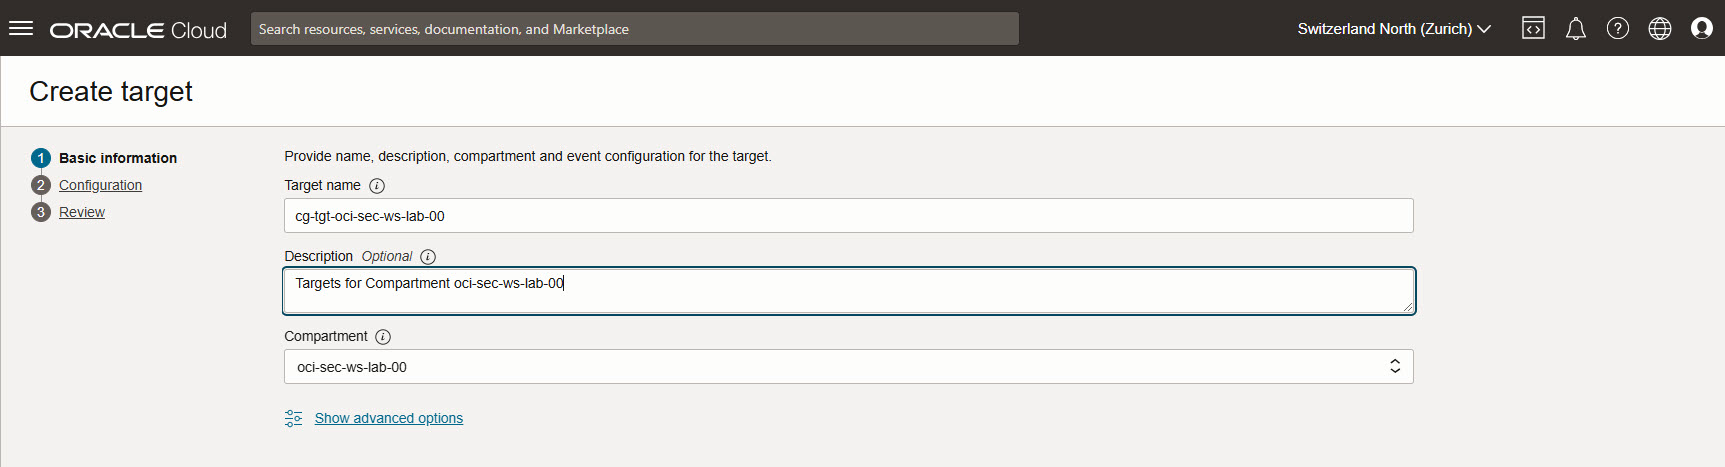 ORACLE Cloud
Search resources, services, documentation, and Marketplace
Switzerland North (Zurich)
Create target
1 Basic information
2 Configuration
3 Review
Provide name, description, compartment and event configuration for the target.
Target name
cg-tgt-oci-sec-ws-lab-00
Description Optional
Targets for Compartment oci-sec-ws-lab-00
Compartment
oci-sec-ws-lab-00
Show advanced options